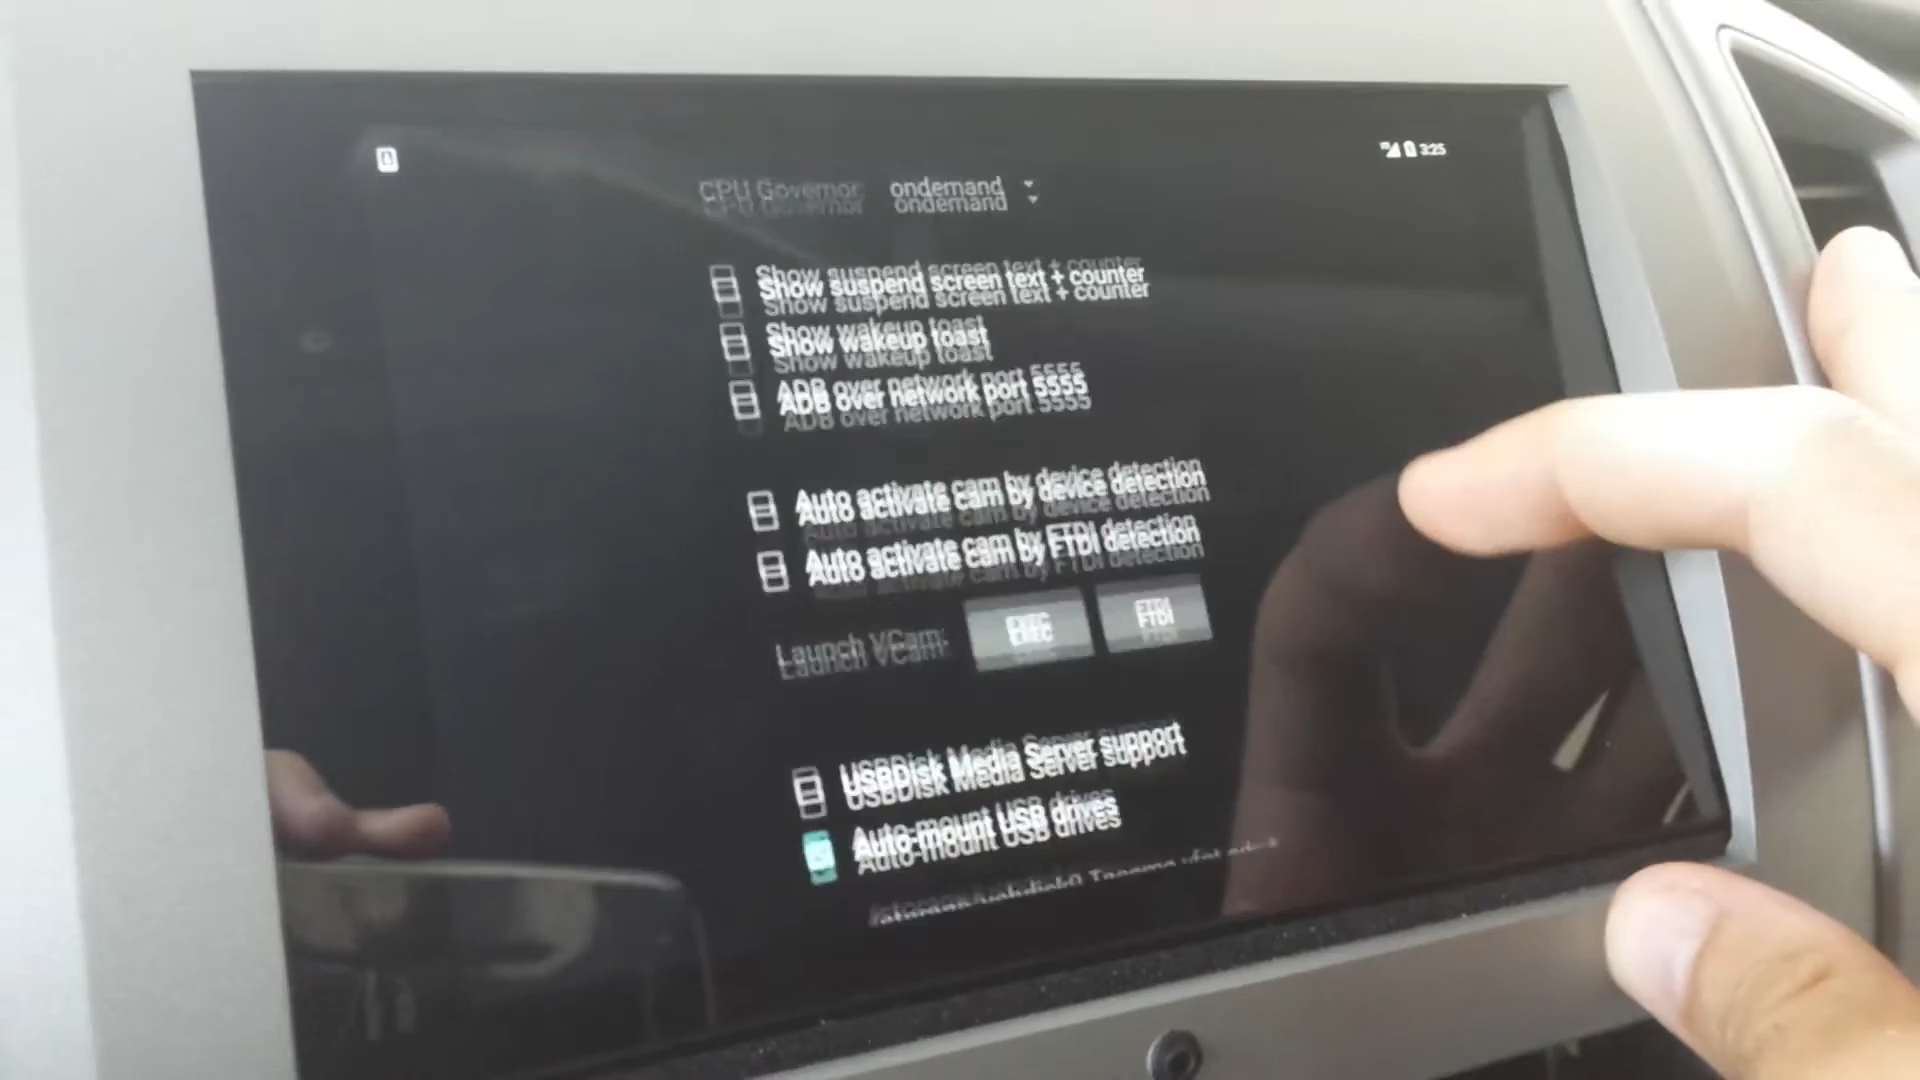 3:25
CPU Governor ondemand
Show suspend screen text + counter
Show wakeup toast
ADB over network port 5555
Auto activate cam by device detection
Auto activate cam by FTDI detection
Launch VCam: EXEC FTDI
USBDisk Media Server support
Auto-mount USB drives